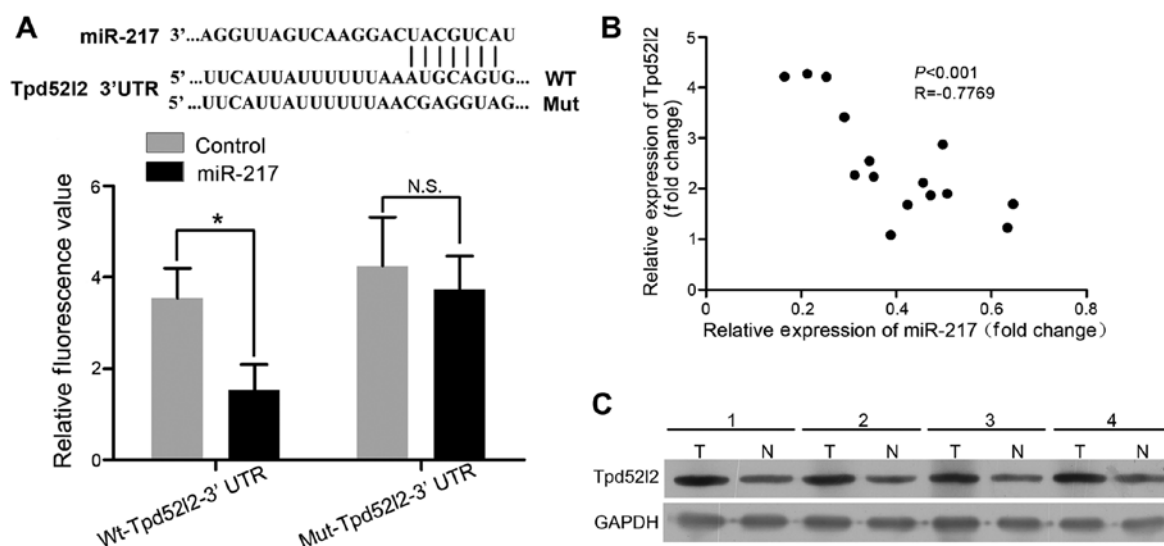 A
miR-217 3'...AGGUUAGUCAAGGACUACGUCAU
Tpd52l2 3'UTR
5' ...UUCAUUAUUUUUUAAAUGCAGUG... WT
5' ...UUCAUUAUUUUUUAACGAGGUAG... Mut
Control
miR-217
Relative fluorescence value
6
4
2
0
*
N.S.
Wt-Tpd52l2-3' UTR
Mut-Tpd52l2-3' UTR
B
Relative expression of Tpd52l2
(fold change)
5
4
3
2
1
0
P<0.001
R=-0.7769
0
0.2
0.4
0.6
0.8
Relative expression of miR-217 (fold change)
C
1 2 3 4
T N T N T N T N
Tpd52l2
GAPDH